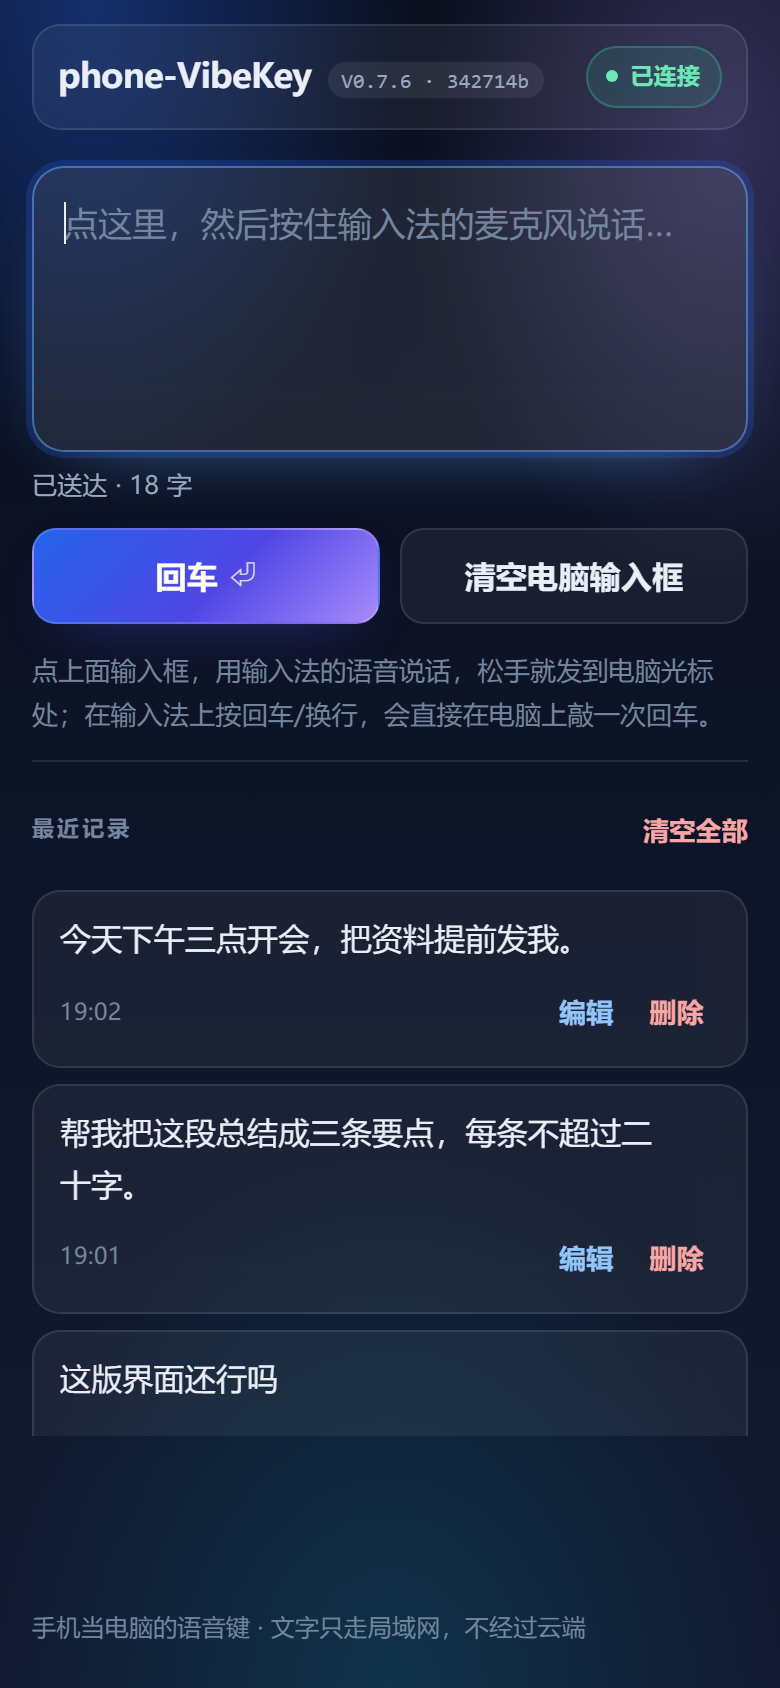 phone-VibeKey V0.7.6 · 342714b 已连接
点这里，然后按住输入法的麦克风说话...
已送达 · 18 字
回车 清空电脑输入框
点上面输入框，用输入法的语音说话，松手就发到电脑光标
处；在输入法上按回车/换行，会直接在电脑上敲一次回车。
最近记录 清空全部
今天下午三点开会，把资料提前发我。
19:02 编辑 删除
帮我把这段总结成三条要点，每条不超过二
十字。
19:01 编辑 删除
这版界面还行吗
手机当电脑的语音键 · 文字只走局域网，不经过云端